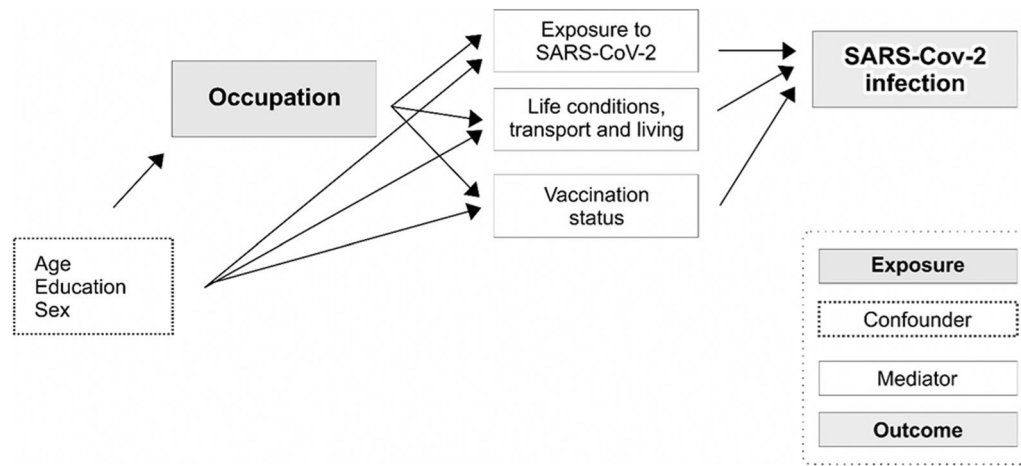 Exposure to
SARS-CoV-2
SARS-Cov-2
infection
Occupation
Life conditions,
transport and living
Vaccination
status
Age
Education
Sex
Exposure
Confounder
Mediator
Outcome